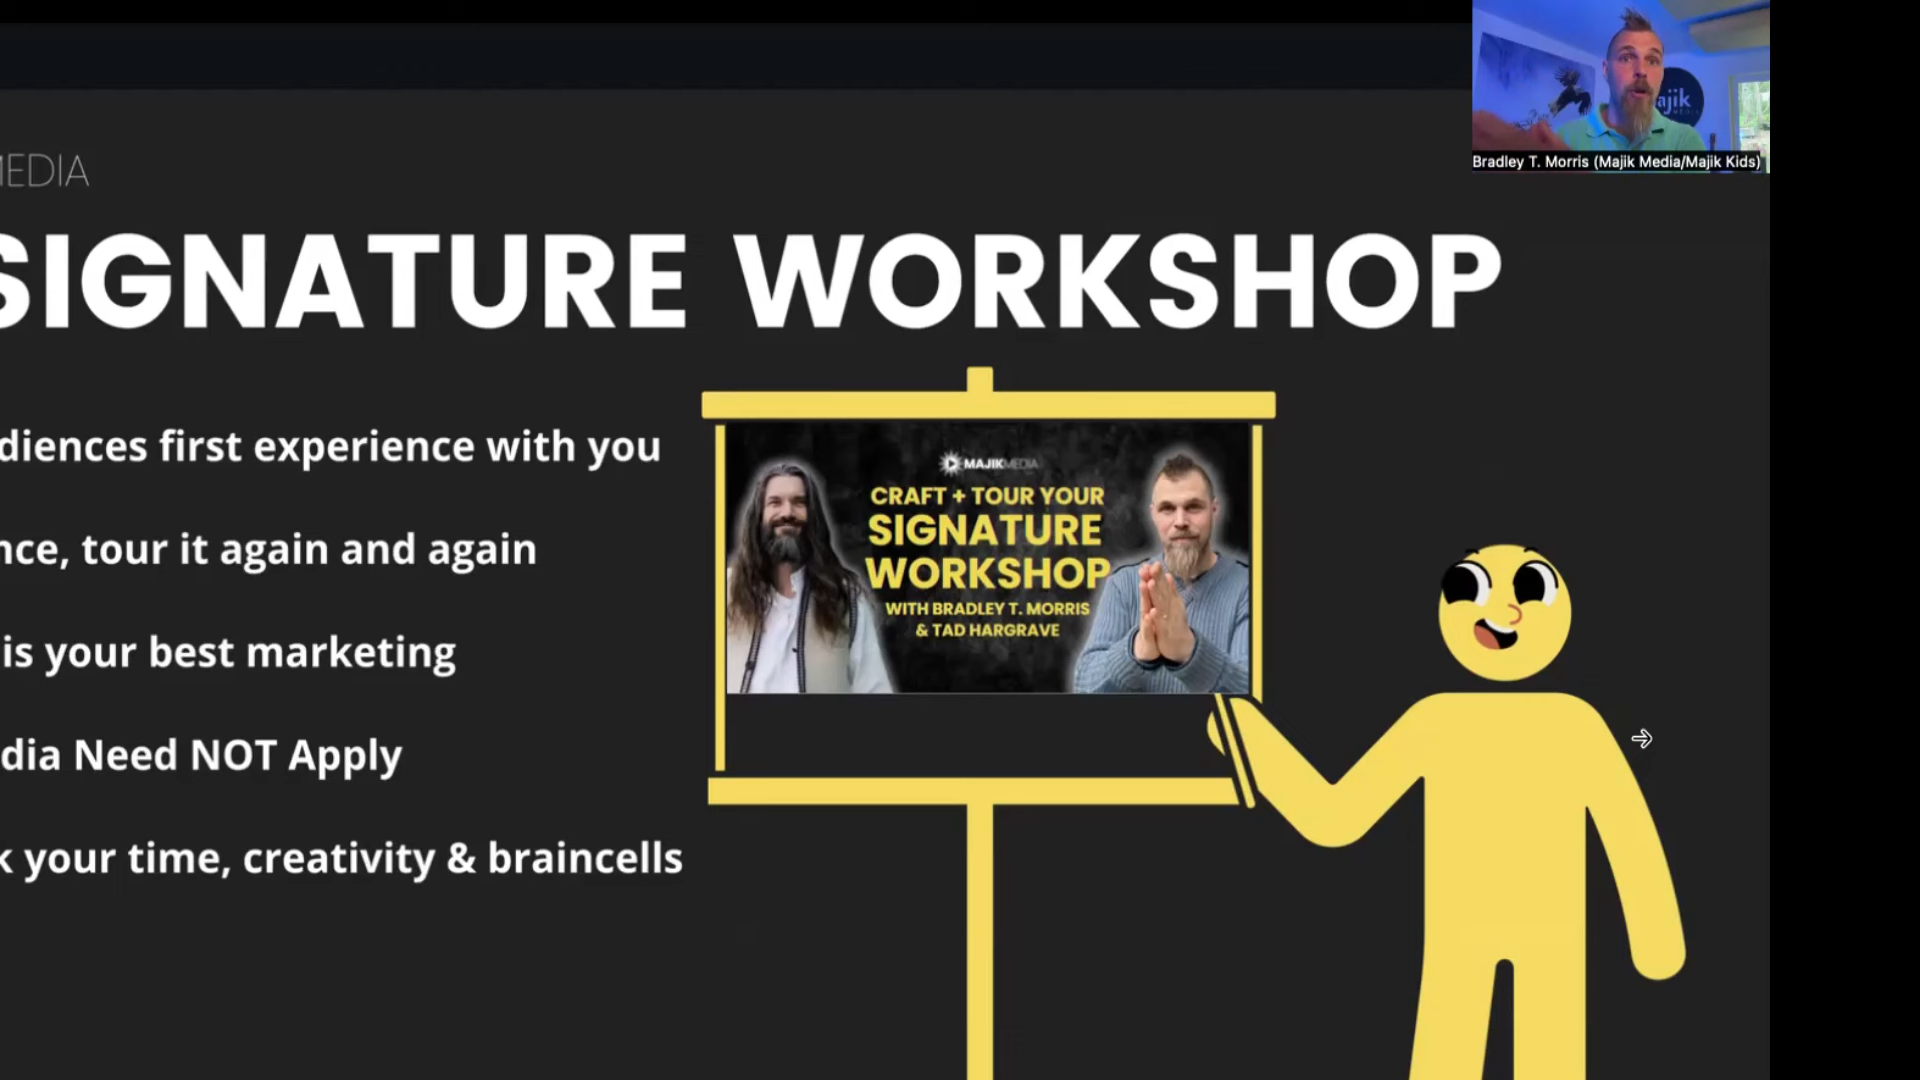 Bradley T. Morris (Majik Media/Majik Kids)
MEDIA
SIGNATURE WORKSHOP
diences first experience with you
nce, tour it again and again
is your best marketing
dia Need NOT Apply
k your time, creativity & braincells
MAJIKMEDIA
CRAFT + TOUR YOUR
SIGNATURE
WORKSHOP
WITH BRADLEY T. MORRIS
& TAD HARGRAVE